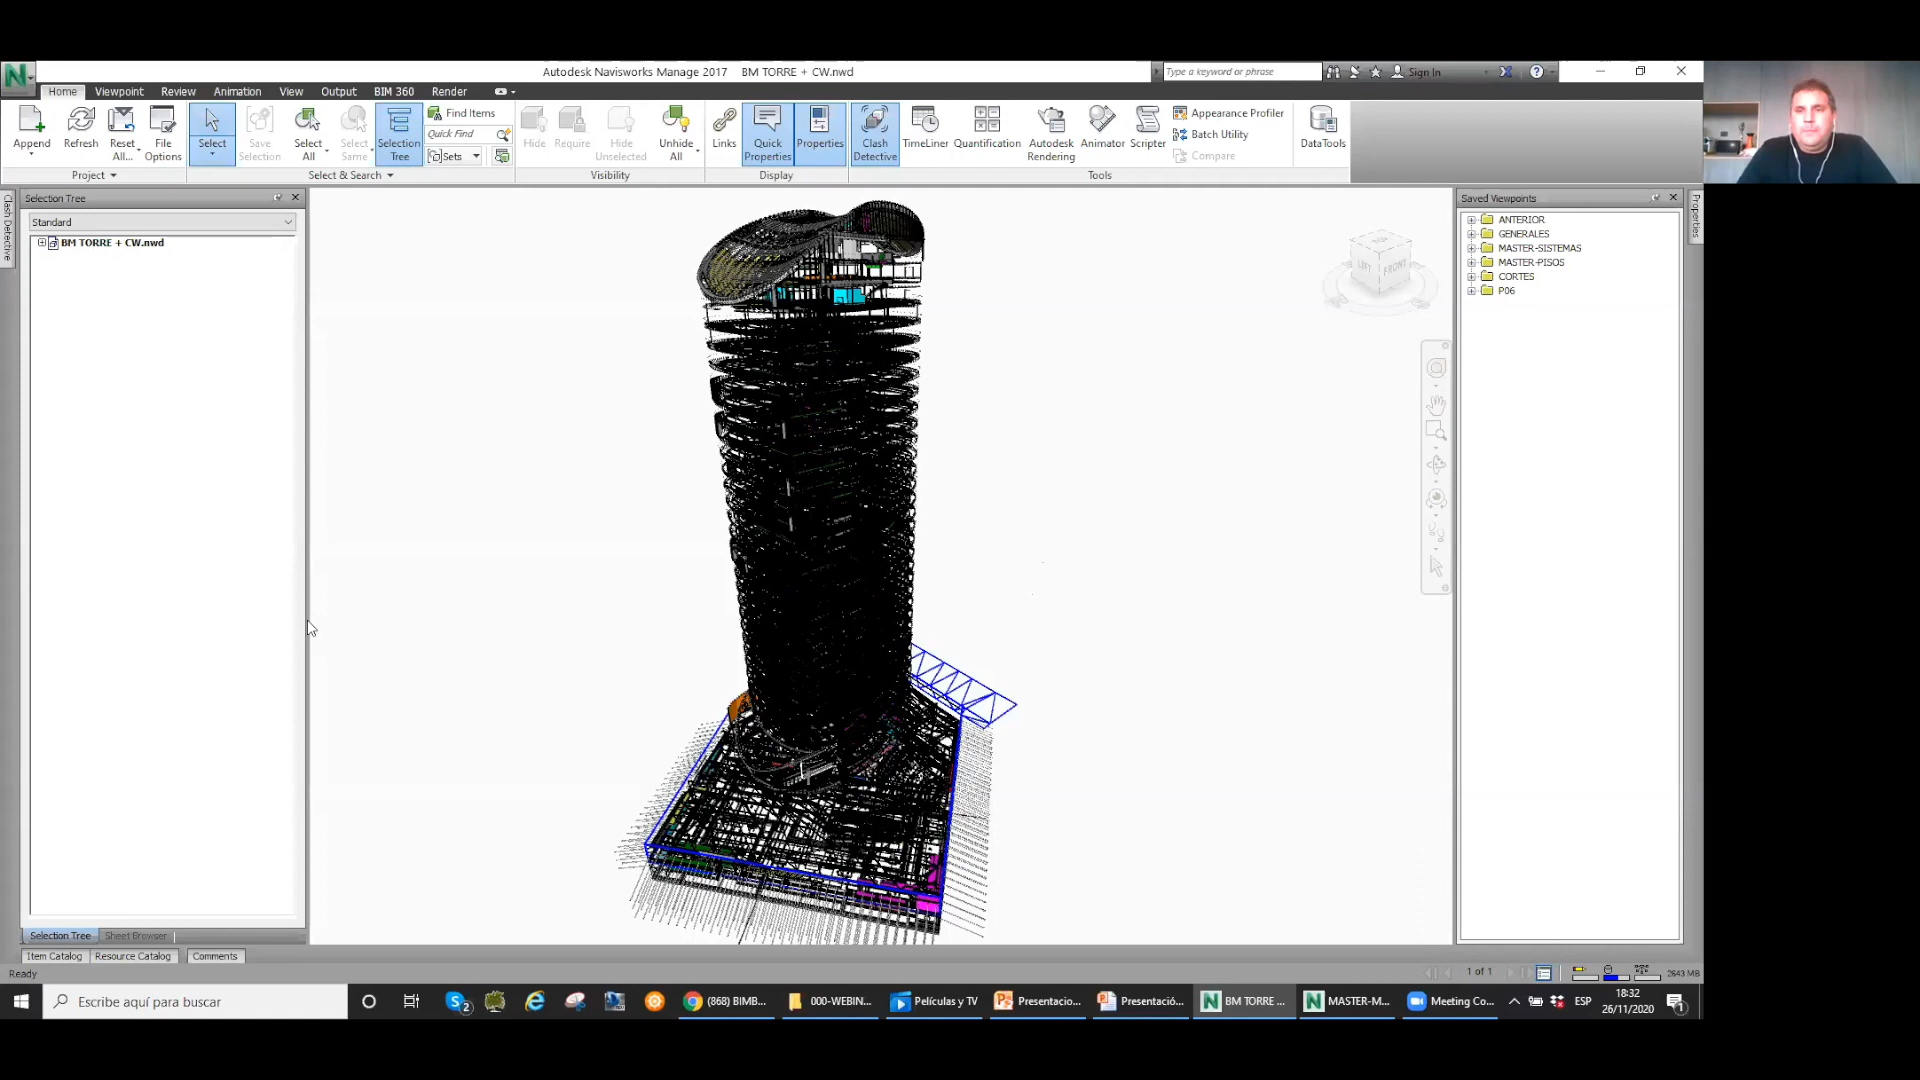 Autodesk Navisworks Manage 2017 BM TORRE + CW.nwd
Type a keyword or phrase
Sign In
Home Viewpoint Review Animation View Output BIM 360 Render
Append
Refresh
Reset All...
File Options
Select
Save Selection
Select All
Select Same
Selection Tree
Find Items
Quick Find
Sets
Hide
Require
Hide Unselected
Unhide All
Links
Quick Properties
Properties
Clash Detective
TimeLiner
Quantification
Autodesk Rendering
Animator
Scripter
Appearance Profiler
Batch Utility
Compare
DataTools
Project
Select & Search
Visibility
Display
Tools
Clash Detective
Selection Tree
Standard
BM TORRE + CW.nwd
LEFT
FRONT
Saved Viewpoints
ANTERIOR
GENERALES
MASTER-SISTEMAS
MASTER-PISOS
CORTES
P06
Properties
Selection Tree Sheet Browser
Item Catalog Resource Catalog Comments
Ready
1 of 1
2643 MB
Escribe aquí para buscar
2
(868) BIMB...
000-WEBIN...
Películas y TV
Presentacio...
Presentació...
BM TORRE ...
MASTER-M...
Meeting Co...
ESP
18:32
26/11/2020
1